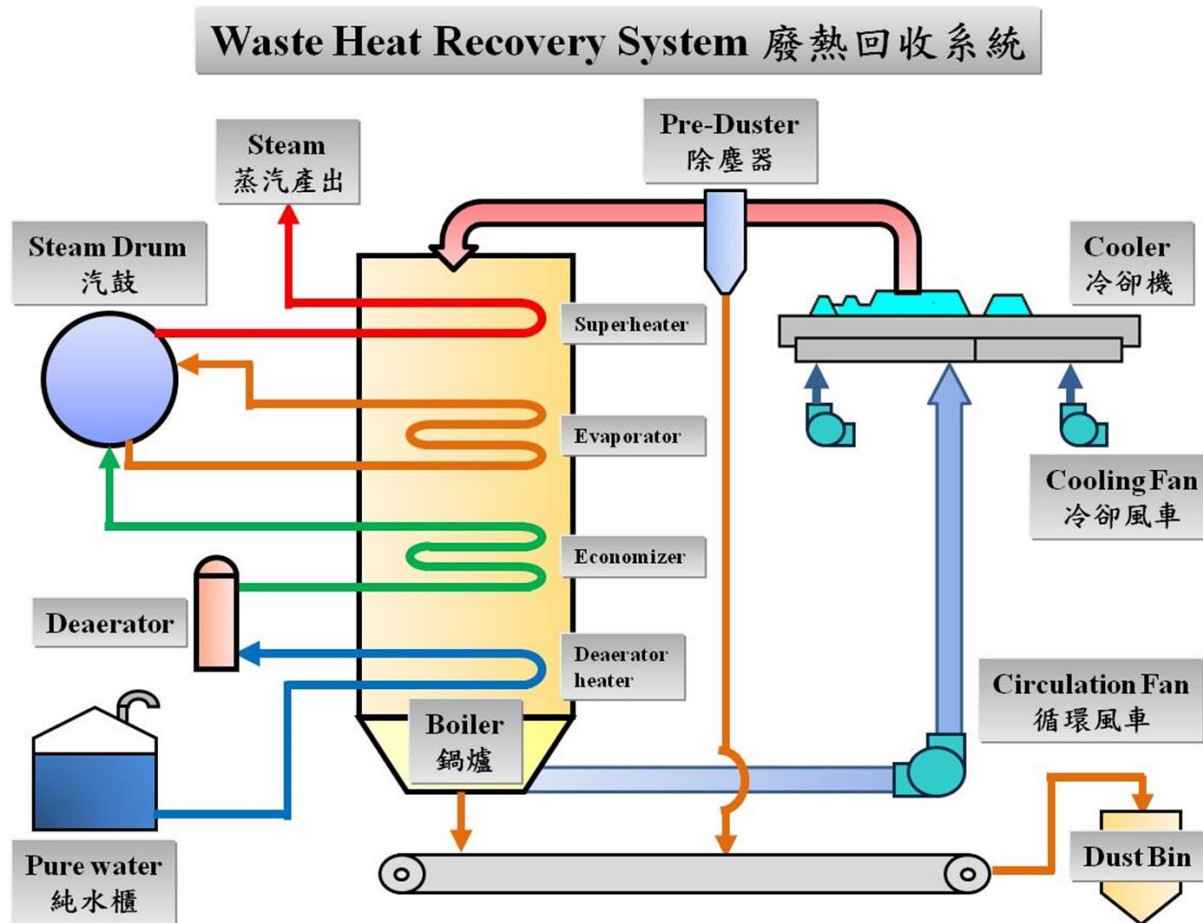 Waste Heat Recovery System 廢熱回收系統
Pre-Duster
除塵器
Steam
蒸汽產出
Steam Drum
汽鼓
Cooler
冷卻機
Superheater
Evaporator
Cooling Fan
冷卻風車
Economizer
Deaerator
Deaerator
heater
Circulation Fan
循環風車
Boiler
鍋爐
Pure water
純水櫃
Dust Bin